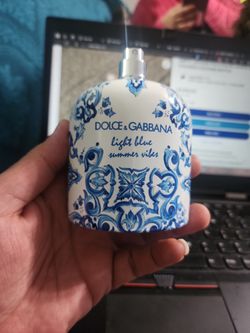 DOLCE & GABBANA
light blue
summer vibes